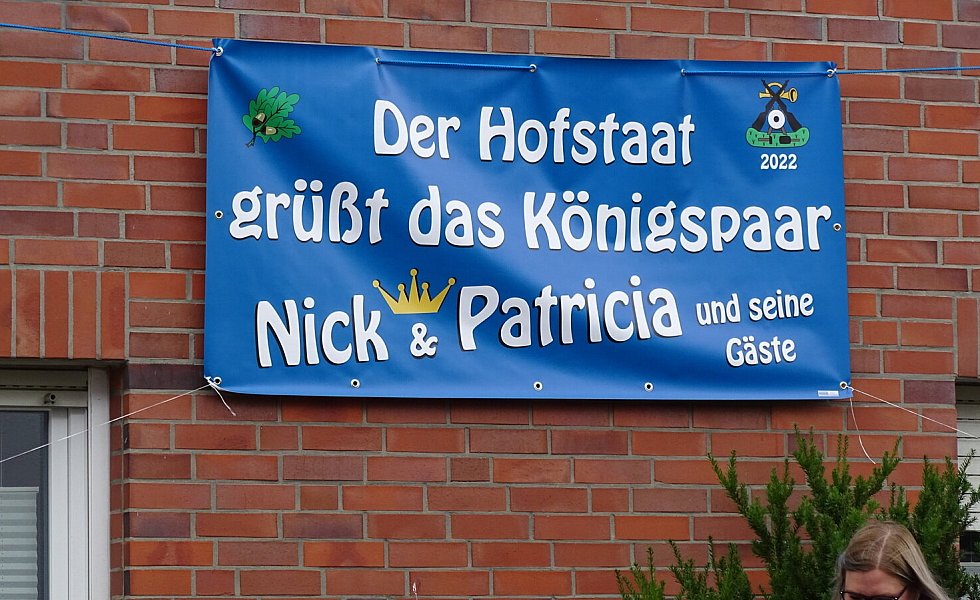 Der Hofstaat
2022
grüßt das Königspaar
Nick & Patricia und seine
Gäste